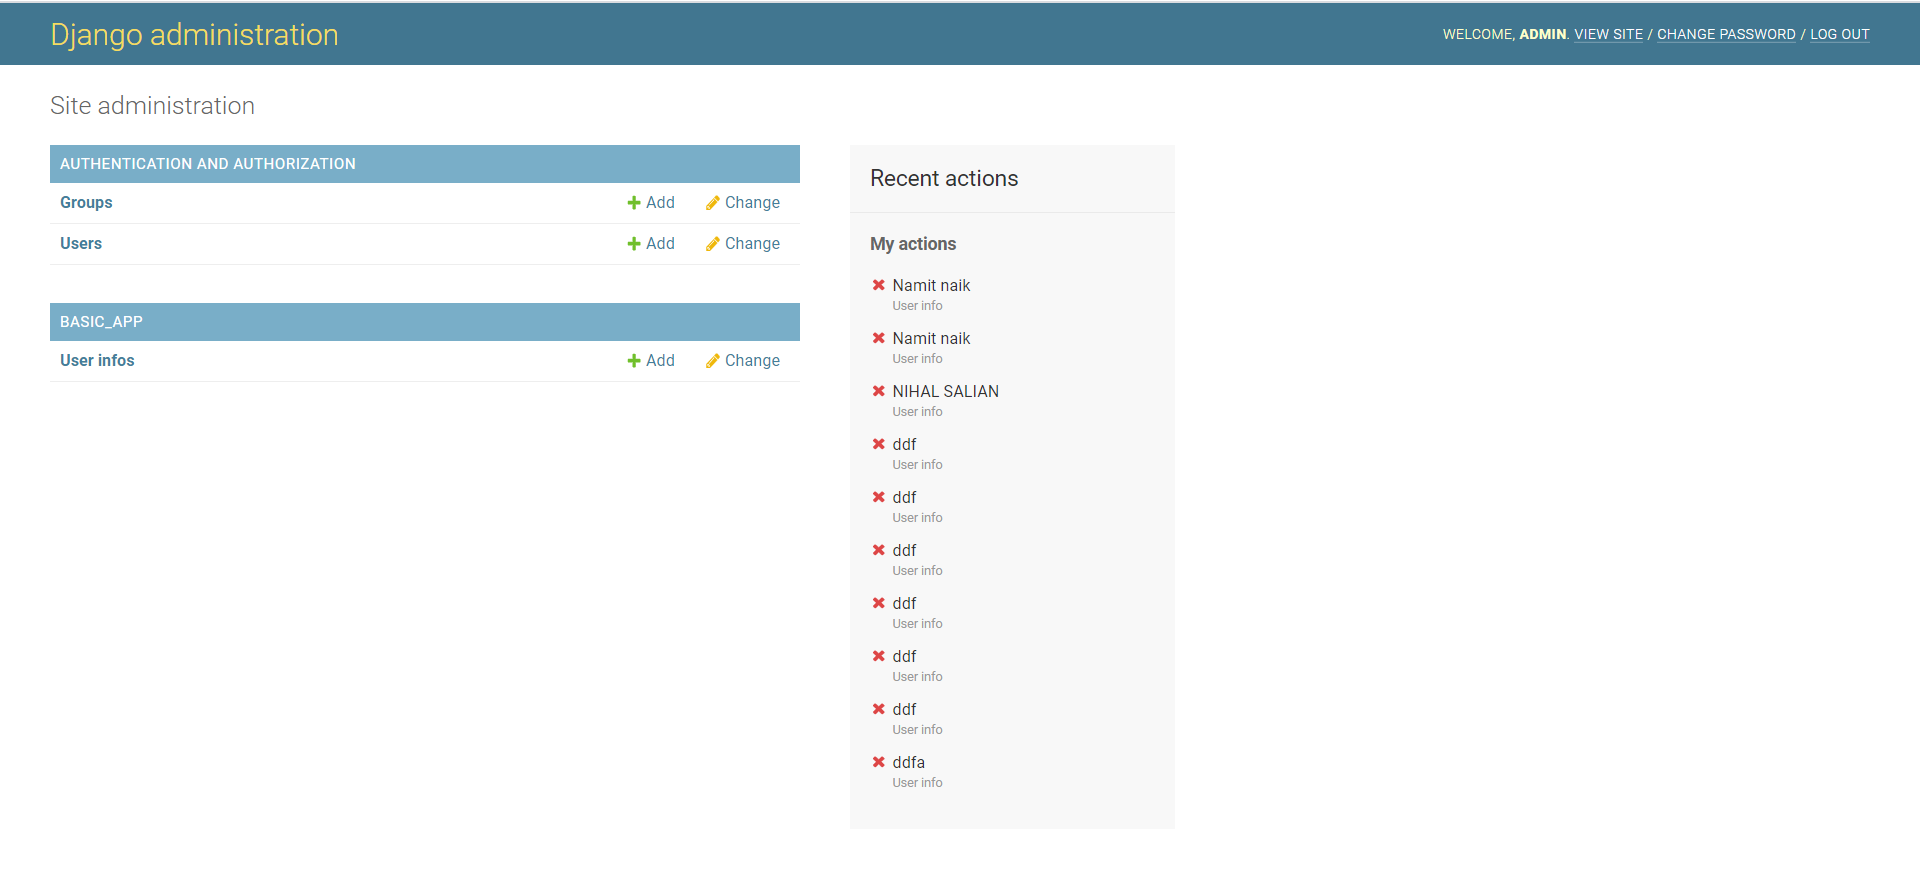 Django administration
WELCOME, ADMIN. VIEW SITE / CHANGE PASSWORD / LOG OUT
Site administration
AUTHENTICATION AND AUTHORIZATION
Groups Add Change
Users Add Change
BASIC_APP
User infos Add Change
Recent actions
My actions
Namit naik
User info
Namit naik
User info
NIHAL SALIAN
User info
ddf
User info
ddf
User info
ddf
User info
ddf
User info
ddf
User info
ddf
User info
ddfa
User info